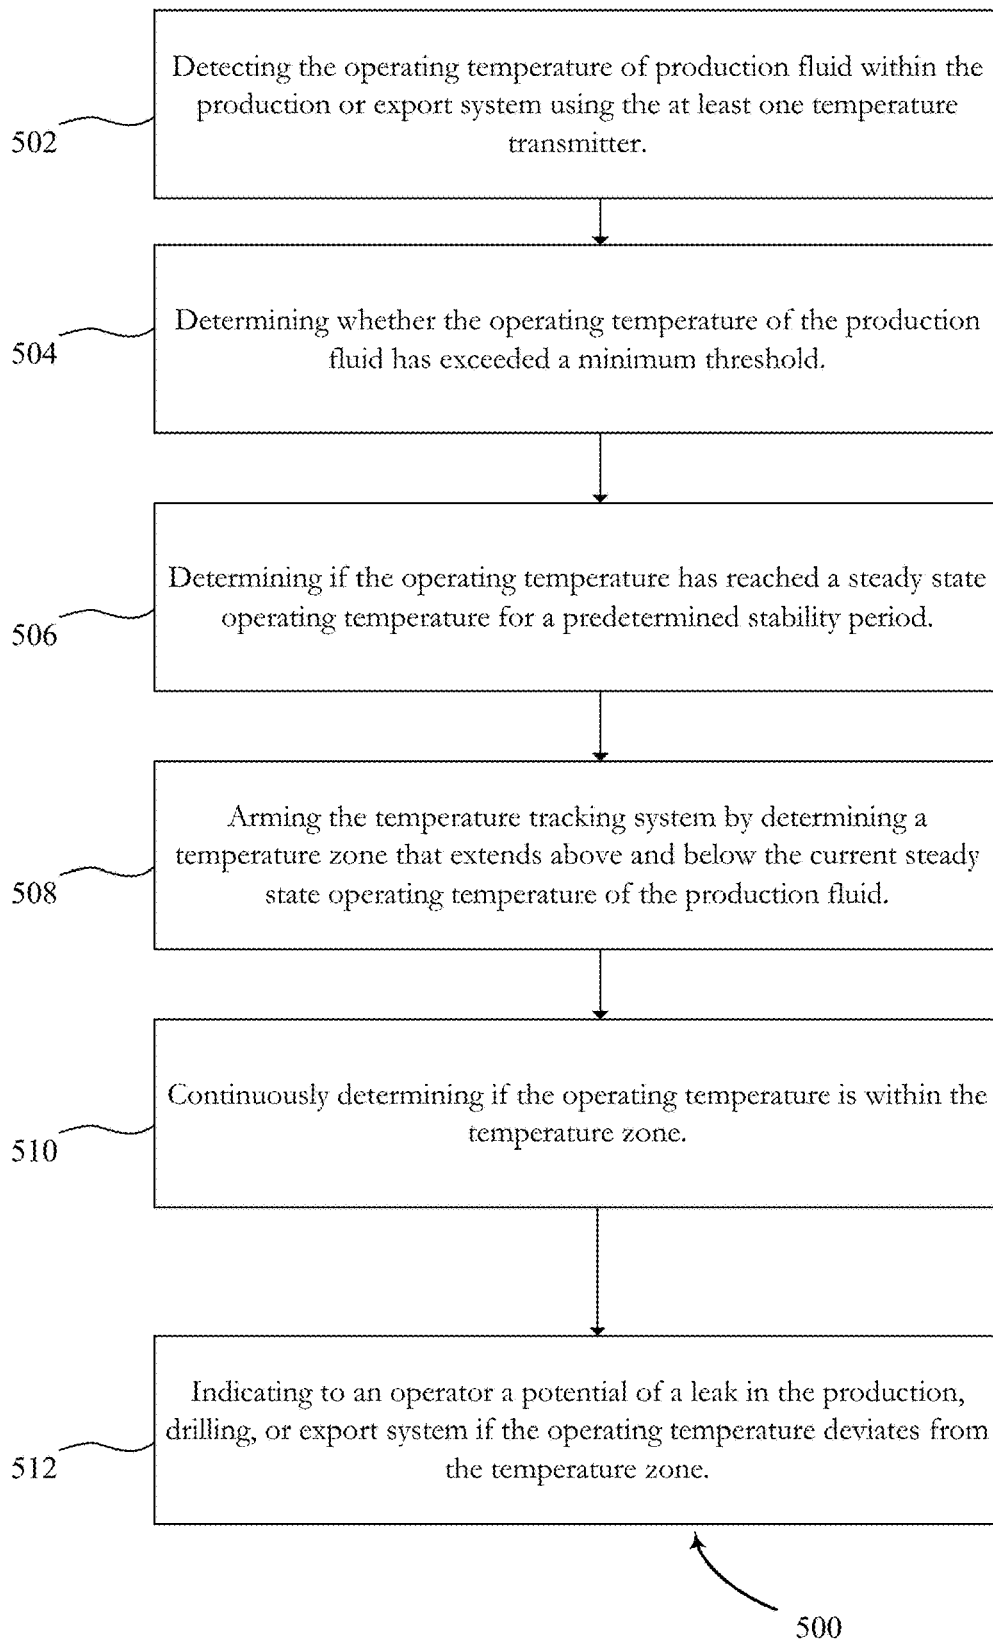 Detecting the operating temperature of production fluid within the
production or export system using the at least one temperature
transmitter.
502
Determining whether the operating temperature of the production
fluid has exceeded a minimum threshold.
504
Determining if the operating temperature has reached a steady state
operating temperature for a predetermined stability period.
506
Arming the temperature tracking system by determining a
temperature zone that extends above and below the current steady
state operating temperature of the production fluid.
508
Continuously determining if the operating temperature is within the
temperature zone.
510
Indicating to an operator a potential of a leak in the production,
drilling, or export system if the operating temperature deviates from
the temperature zone.
512
500